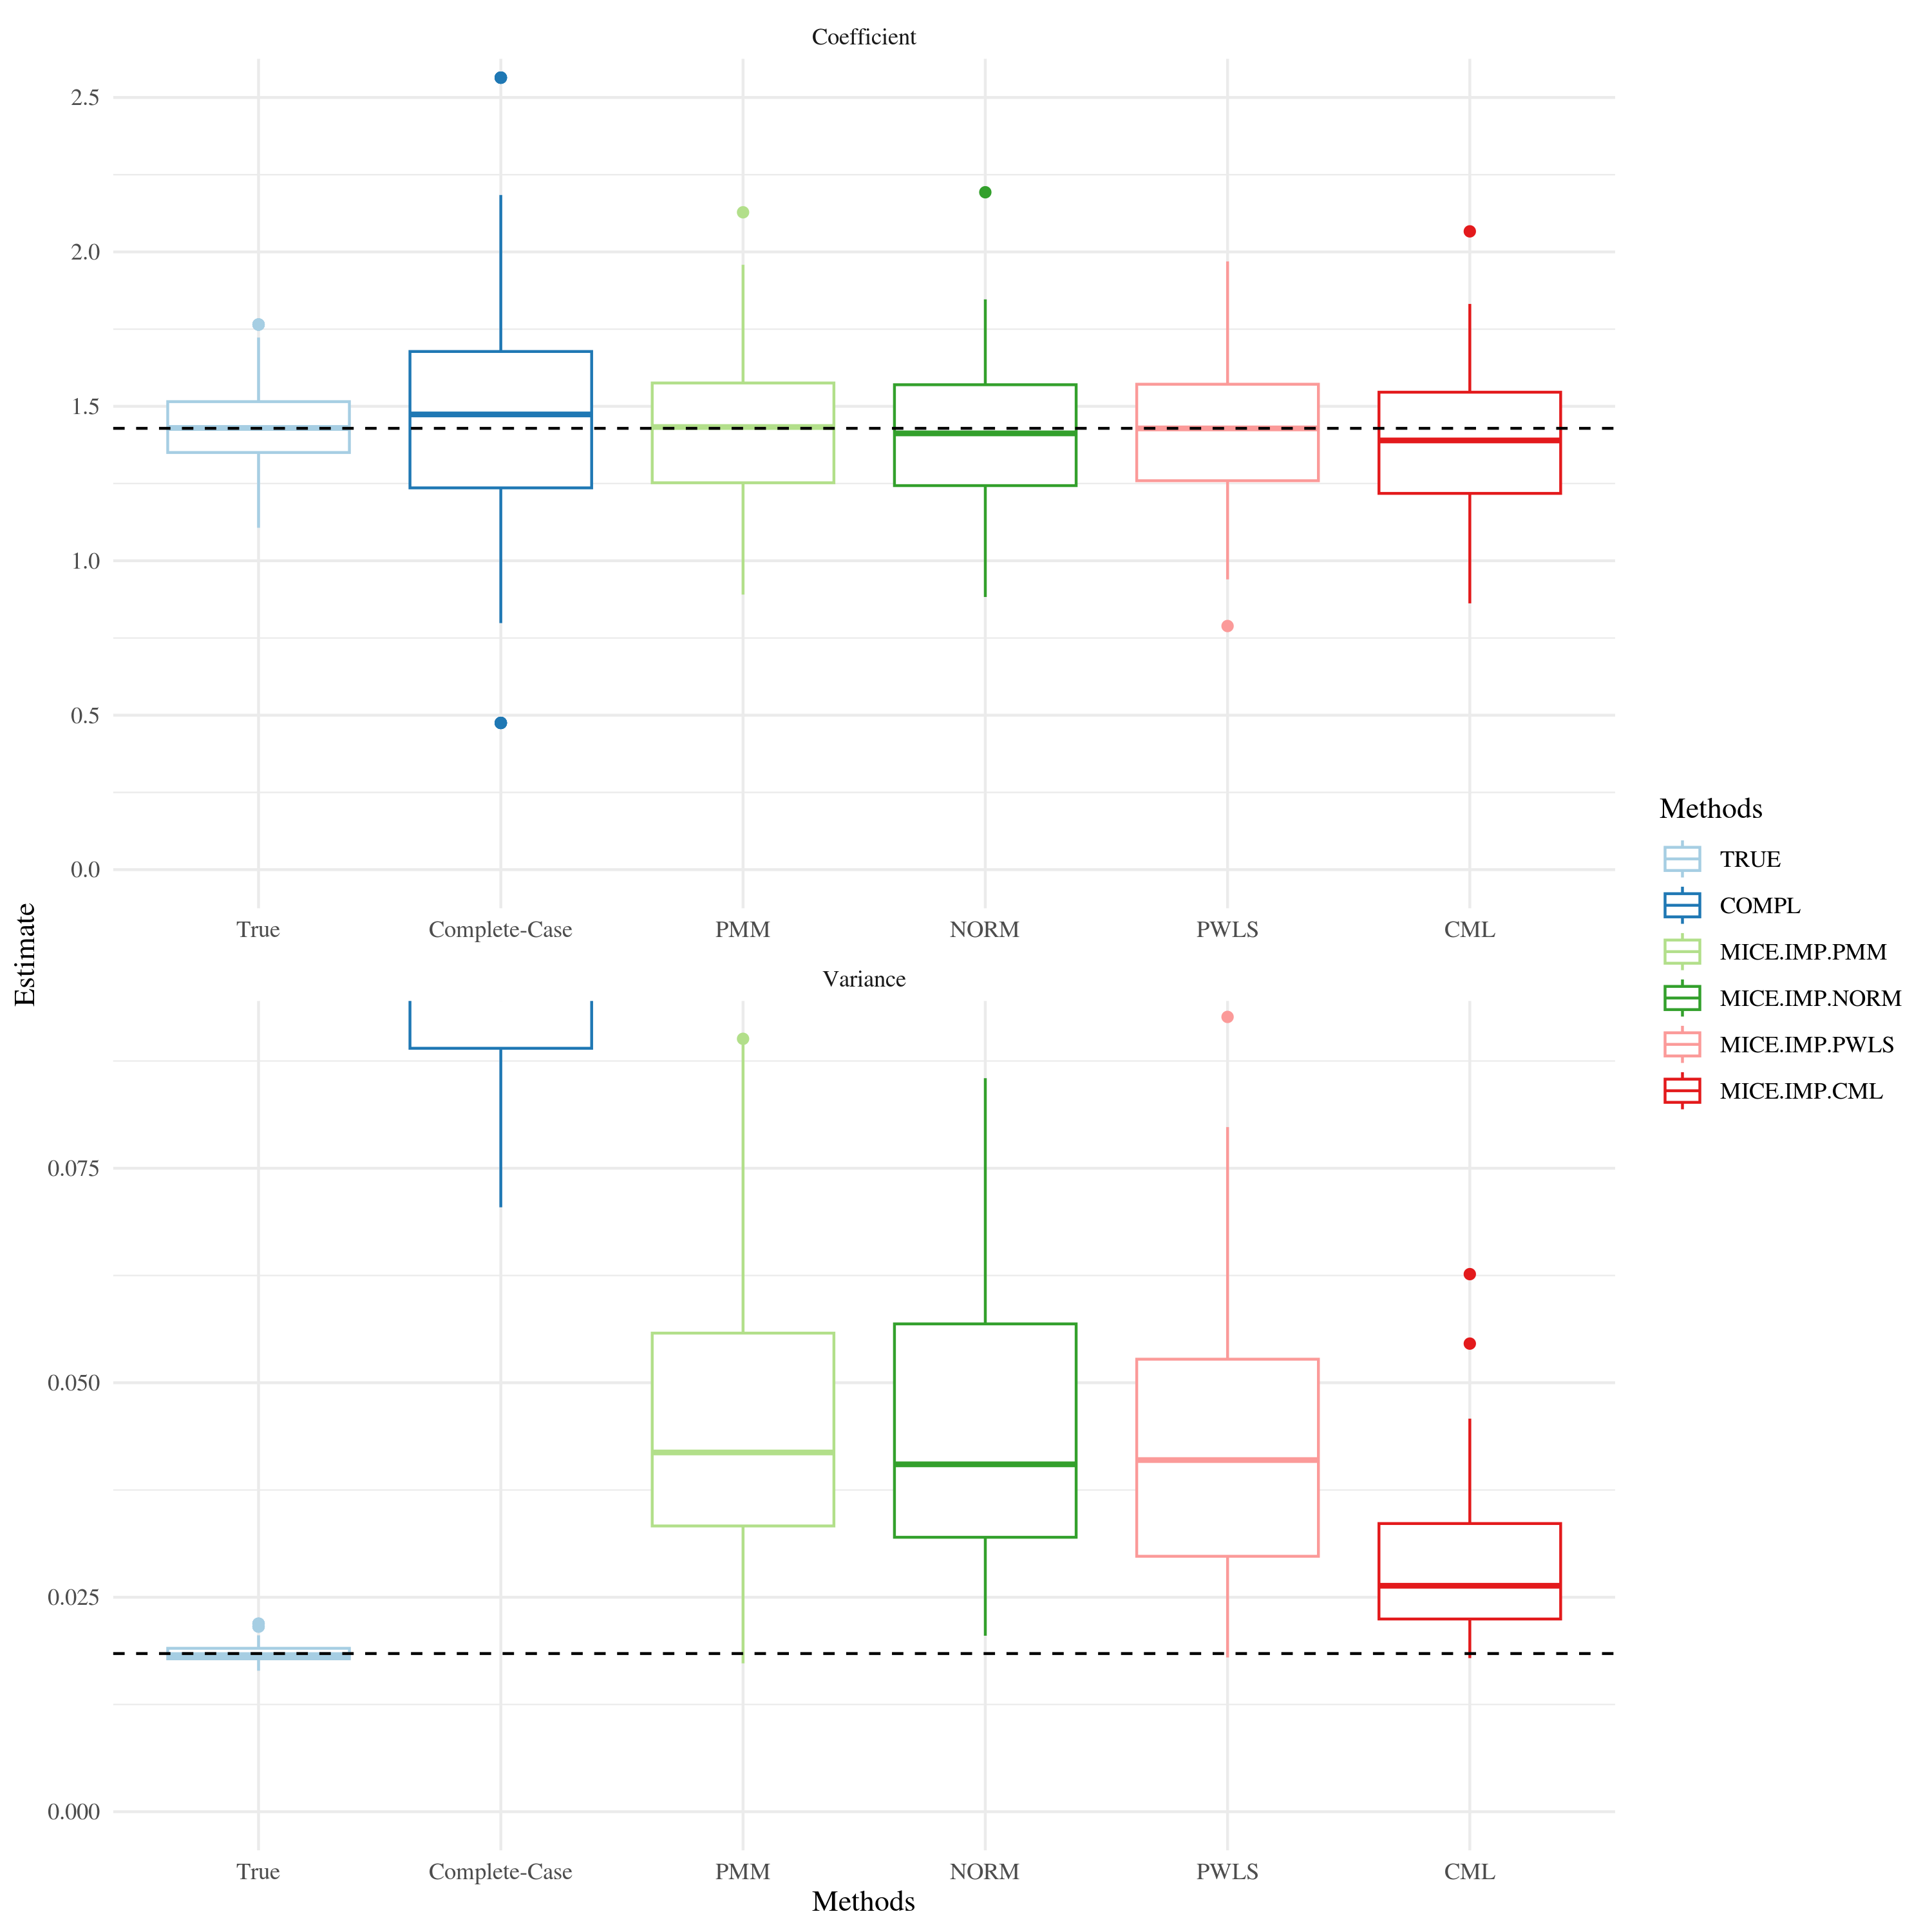 Coefficient
2.5
2.0
1.5
1.0
0.5
0.0
True Complete-Case PMM NORM PWLS CML
Estimate
Variance
0.075
0.050
0.025
0.000
True Complete-Case PMM NORM PWLS CML
Methods
Methods
TRUE
COMPL
MICE.IMP.PMM
MICE.IMP.NORM
MICE.IMP.PWLS
MICE.IMP.CML